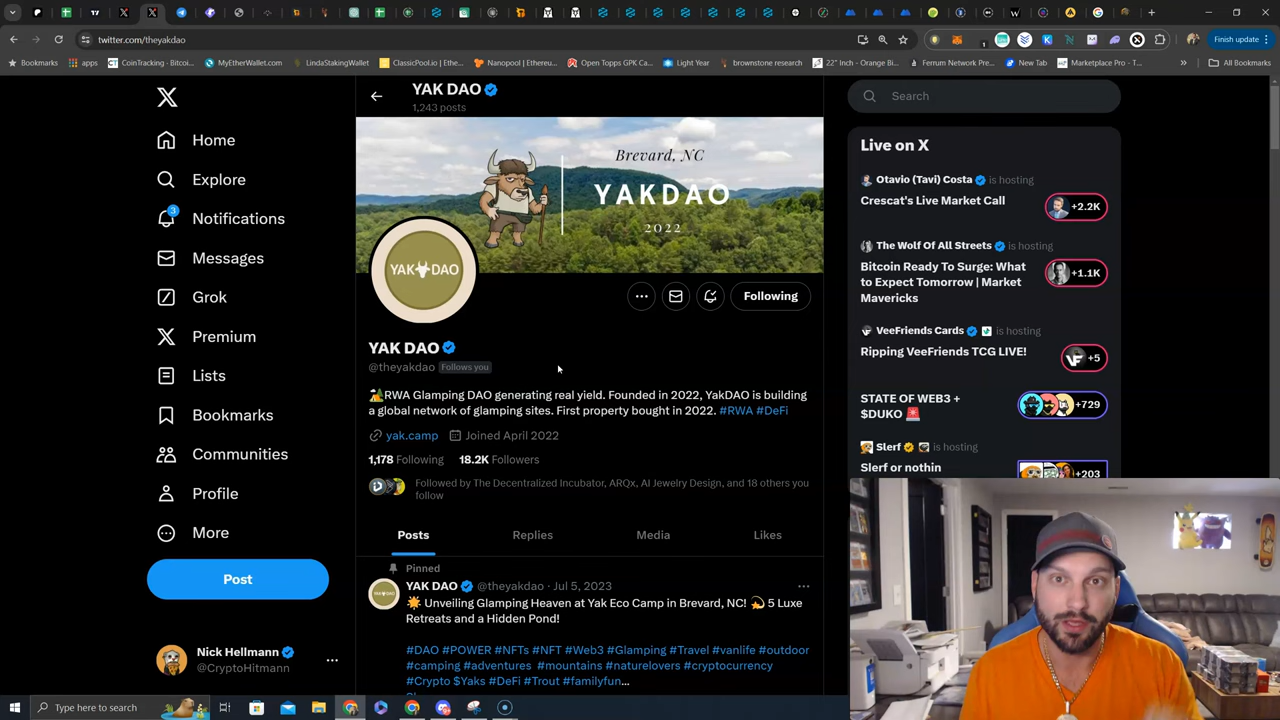 twitter.com/theyakdao
Finish update
Bookmarks
apps
CoinTracking · Bitcoi...
MyEtherWallet.com
LindaStakingWallet
ClassicPool.io | Ethe...
Nanopool | Ethereu...
Open Topps GPK Ca...
Light Year
brownstone research
22" Inch - Orange Bi...
Ferrum Network Pre...
New Tab
Marketplace Pro - T...
»
All Bookmarks
Home
Explore
3
Notifications
Messages
Grok
Premium
Lists
Bookmarks
Communities
Profile
More
Post
Nick Hellmann
@CryptoHitmann
YAK DAO
1,243 posts
Brevard, NC
YAKDAO
2022
YAK DAO
Following
YAK DAO
@theyakdao Follows you
🏕️RWA Glamping DAO generating real yield. Founded in 2022, YakDAO is building
a global network of glamping sites. First property bought in 2022. #RWA #DeFi
yak.camp Joined April 2022
1,178 Following 18.2K Followers
Followed by The Decentralized Incubator, ARQx, AI Jewelry Design, and 18 others you
follow
Posts Replies Media Likes
Pinned
YAK DAO @theyakdao · Jul 5, 2023
☀️ Unveiling Glamping Heaven at Yak Eco Camp in Brevard, NC! 💫 5 Luxe
Retreats and a Hidden Pond!
#DAO #POWER #NFTs #NFT #Web3 #Glamping #Travel #vanlife #outdoor
#camping #adventures #mountains #naturelovers #cryptocurrency
#Crypto $Yaks #DeFi #Trout #familyfun...
Search
Live on X
Otavio (Tavi) Costa is hosting
Crescat's Live Market Call
+2.2K
The Wolf Of All Streets is hosting
Bitcoin Ready To Surge: What
to Expect Tomorrow | Market
Mavericks
+1.1K
VeeFriends Cards is hosting
Ripping VeeFriends TCG LIVE!
+5
STATE OF WEB3 +
$DUKO 🚨
+729
Slerf is hosting
Slerf or nothin
+203
Type here to search